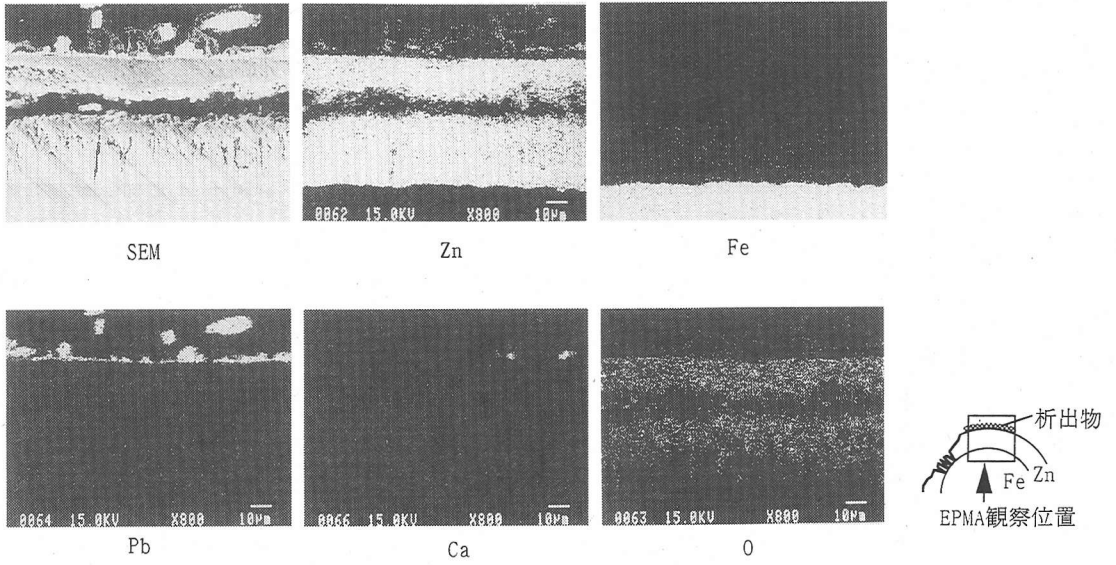 0062 15.0KV X800 10µm
SEM
Zn
Fe
0064 15.0KV X800 10µm
0066 15.0KV X800 10µm
0063 15.0KV X800 10µm
Pb
Ca
O
析出物
Fe
Zn
EPMA観察位置